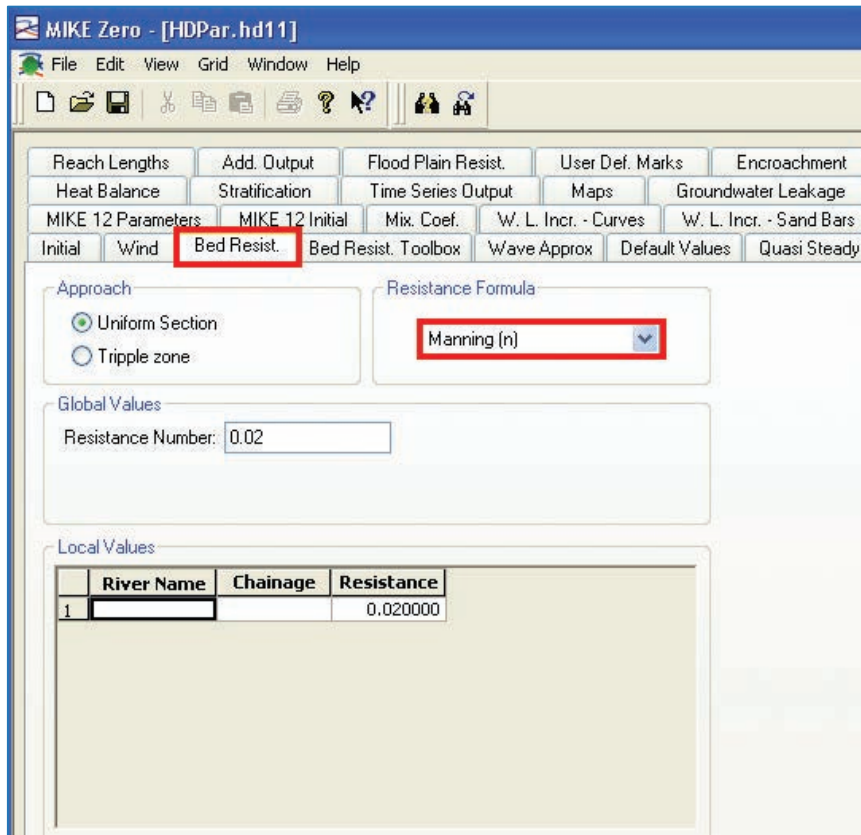 MIKE Zero - [HDPar.hd11]
File Edit View Grid Window Help
Reach Lengths Add. Output Flood Plain Resist. User Def. Marks Encroachment
Heat Balance Stratification Time Series Output Maps Groundwater Leakage
MIKE 12 Parameters MIKE 12 Initial Mix. Coef. W. L. Incr. - Curves W. L. Incr. - Sand Bars
Initial Wind Bed Resist. Bed Resist. Toolbox Wave Approx Default Values Quasi Steady
Approach
Uniform Section
Tripple zone
Resistance Formula
Manning (n)
Global Values
Resistance Number: 0.02
Local Values
River Name Chainage Resistance
1 0.020000